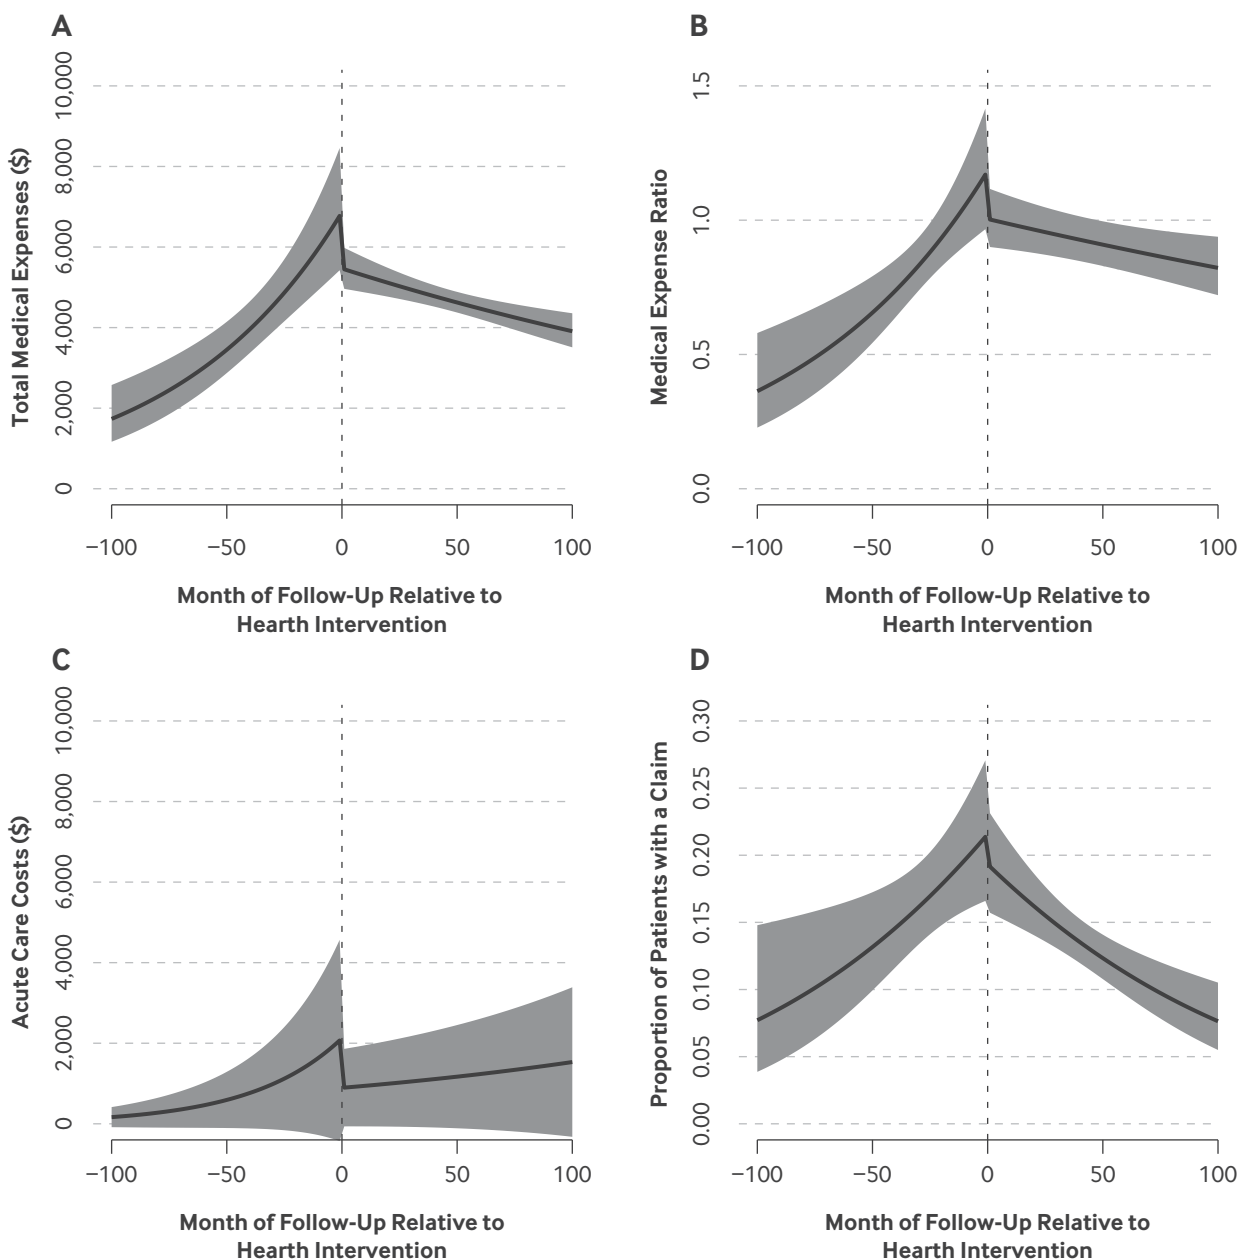 A
Total Medical Expenses ($)
10,000
8,000
6,000
4,000
2,000
0
−100 −50 0 50 100
Month of Follow-Up Relative to
Hearth Intervention
B
Medical Expense Ratio
1.5
1.0
0.5
0.0
−100 −50 0 50 100
Month of Follow-Up Relative to
Hearth Intervention
C
Acute Care Costs ($)
10,000
8,000
6,000
4,000
2,000
0
−100 −50 0 50 100
Month of Follow-Up Relative to
Hearth Intervention
D
Proportion of Patients with a Claim
0.30
0.25
0.20
0.15
0.10
0.05
0.00
−100 −50 0 50 100
Month of Follow-Up Relative to
Hearth Intervention